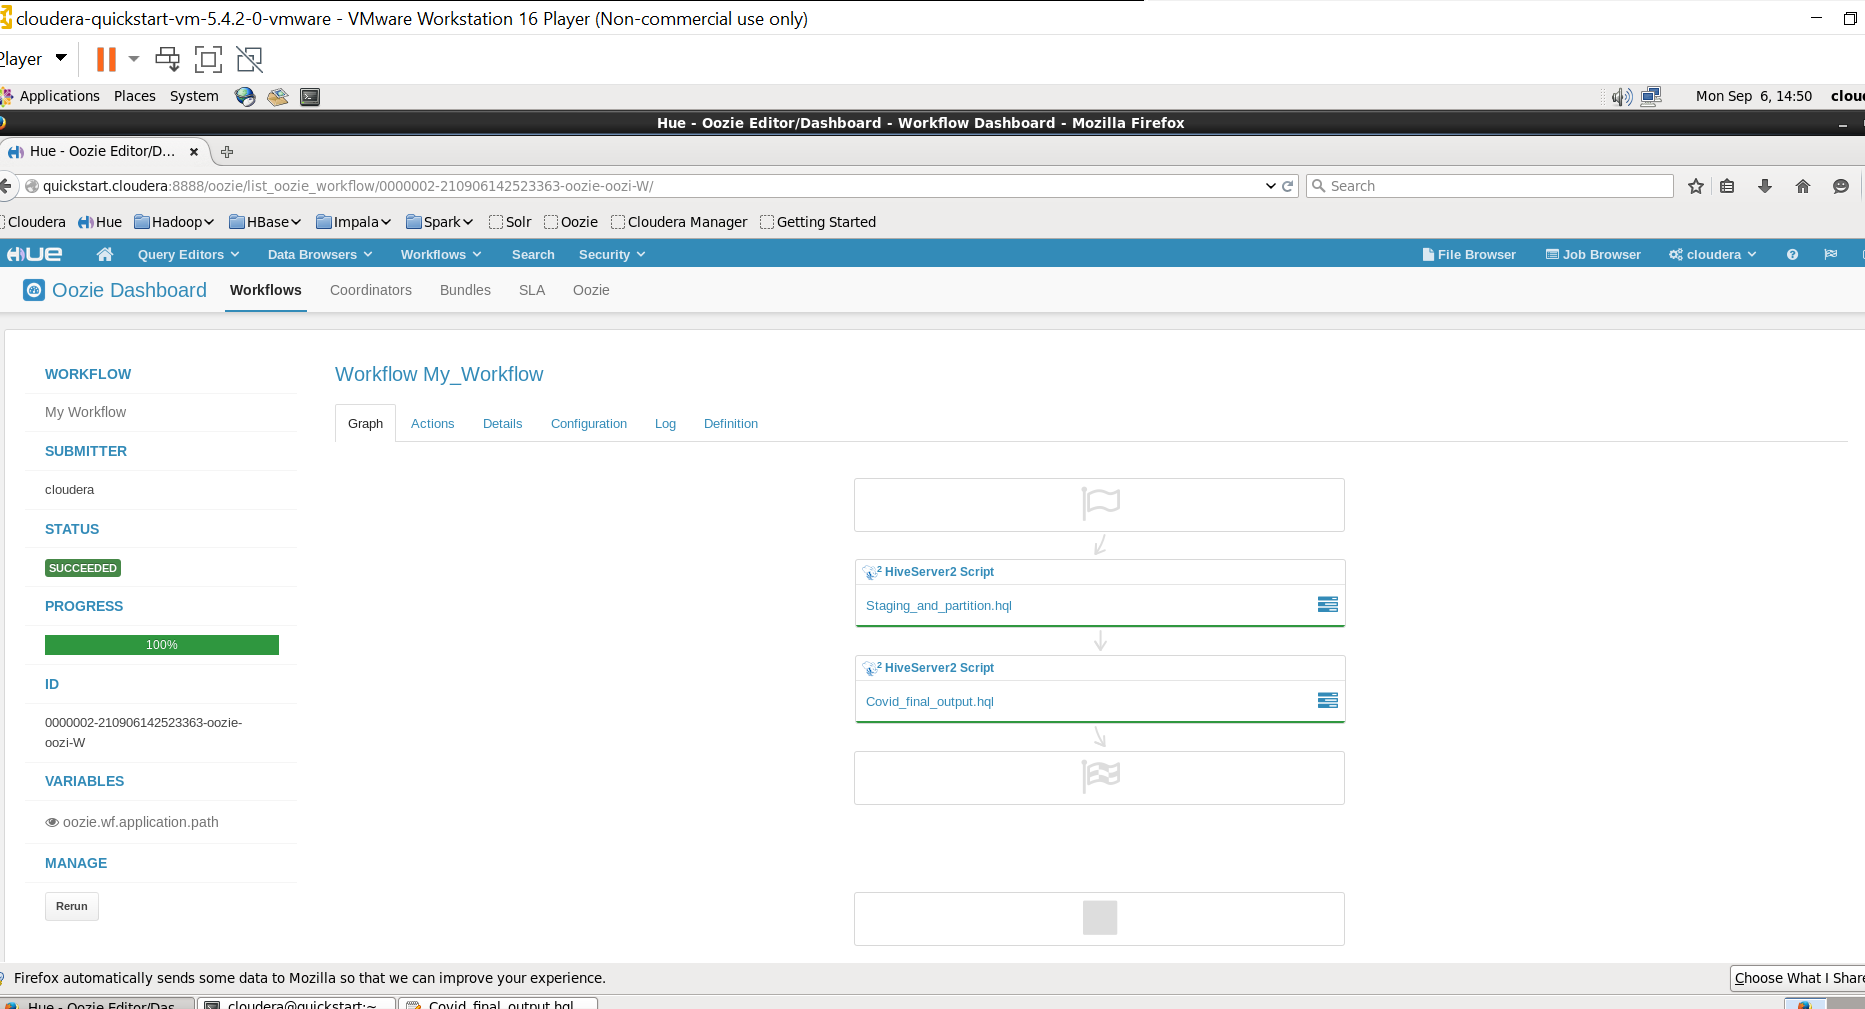 cloudera-quickstart-vm-5.4.2-0-vmware - VMware Workstation 16 Player (Non-commercial use only)
Player
Applications Places System Mon Sep 6, 14:50 clou
Hue - Oozie Editor/Dashboard - Workflow Dashboard - Mozilla Firefox
Hue - Oozie Editor/D...
quickstart.cloudera:8888/oozie/list_oozie_workflow/0000002-210906142523363-oozie-oozi-W/ Search
Cloudera Hue Hadoop HBase Impala Spark Solr Oozie Cloudera Manager Getting Started
HUE Query Editors Data Browsers Workflows Search Security File Browser Job Browser cloudera
Oozie Dashboard Workflows Coordinators Bundles SLA Oozie
WORKFLOW
My Workflow
SUBMITTER
cloudera
STATUS
SUCCEEDED
PROGRESS
100%
ID
0000002-210906142523363-oozie-
oozi-W
VARIABLES
oozie.wf.application.path
MANAGE
Rerun
Workflow My_Workflow
Graph Actions Details Configuration Log Definition
2 HiveServer2 Script
Staging_and_partition.hql
2 HiveServer2 Script
Covid_final_output.hql
Firefox automatically sends some data to Mozilla so that we can improve your experience. Choose What I Share
Hue - Oozie Editor/Das... cloudera@quickstart:~ Covid_final_output.hql